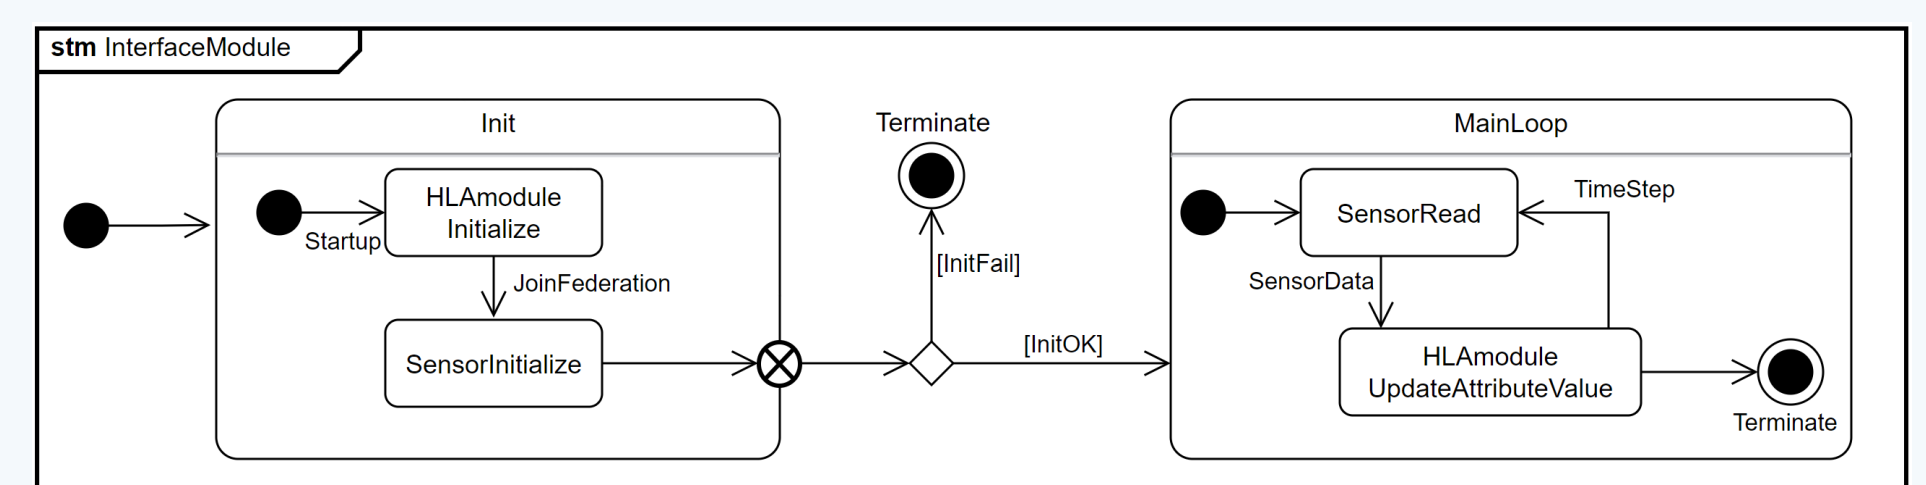 stm InterfaceModule
Init
HLAmodule
Initialize
Startup
JoinFederation
SensorInitialize
Terminate
[InitFail]
[InitOK]
MainLoop
SensorRead
TimeStep
SensorData
HLAmodule
UpdateAttributeValue
Terminate